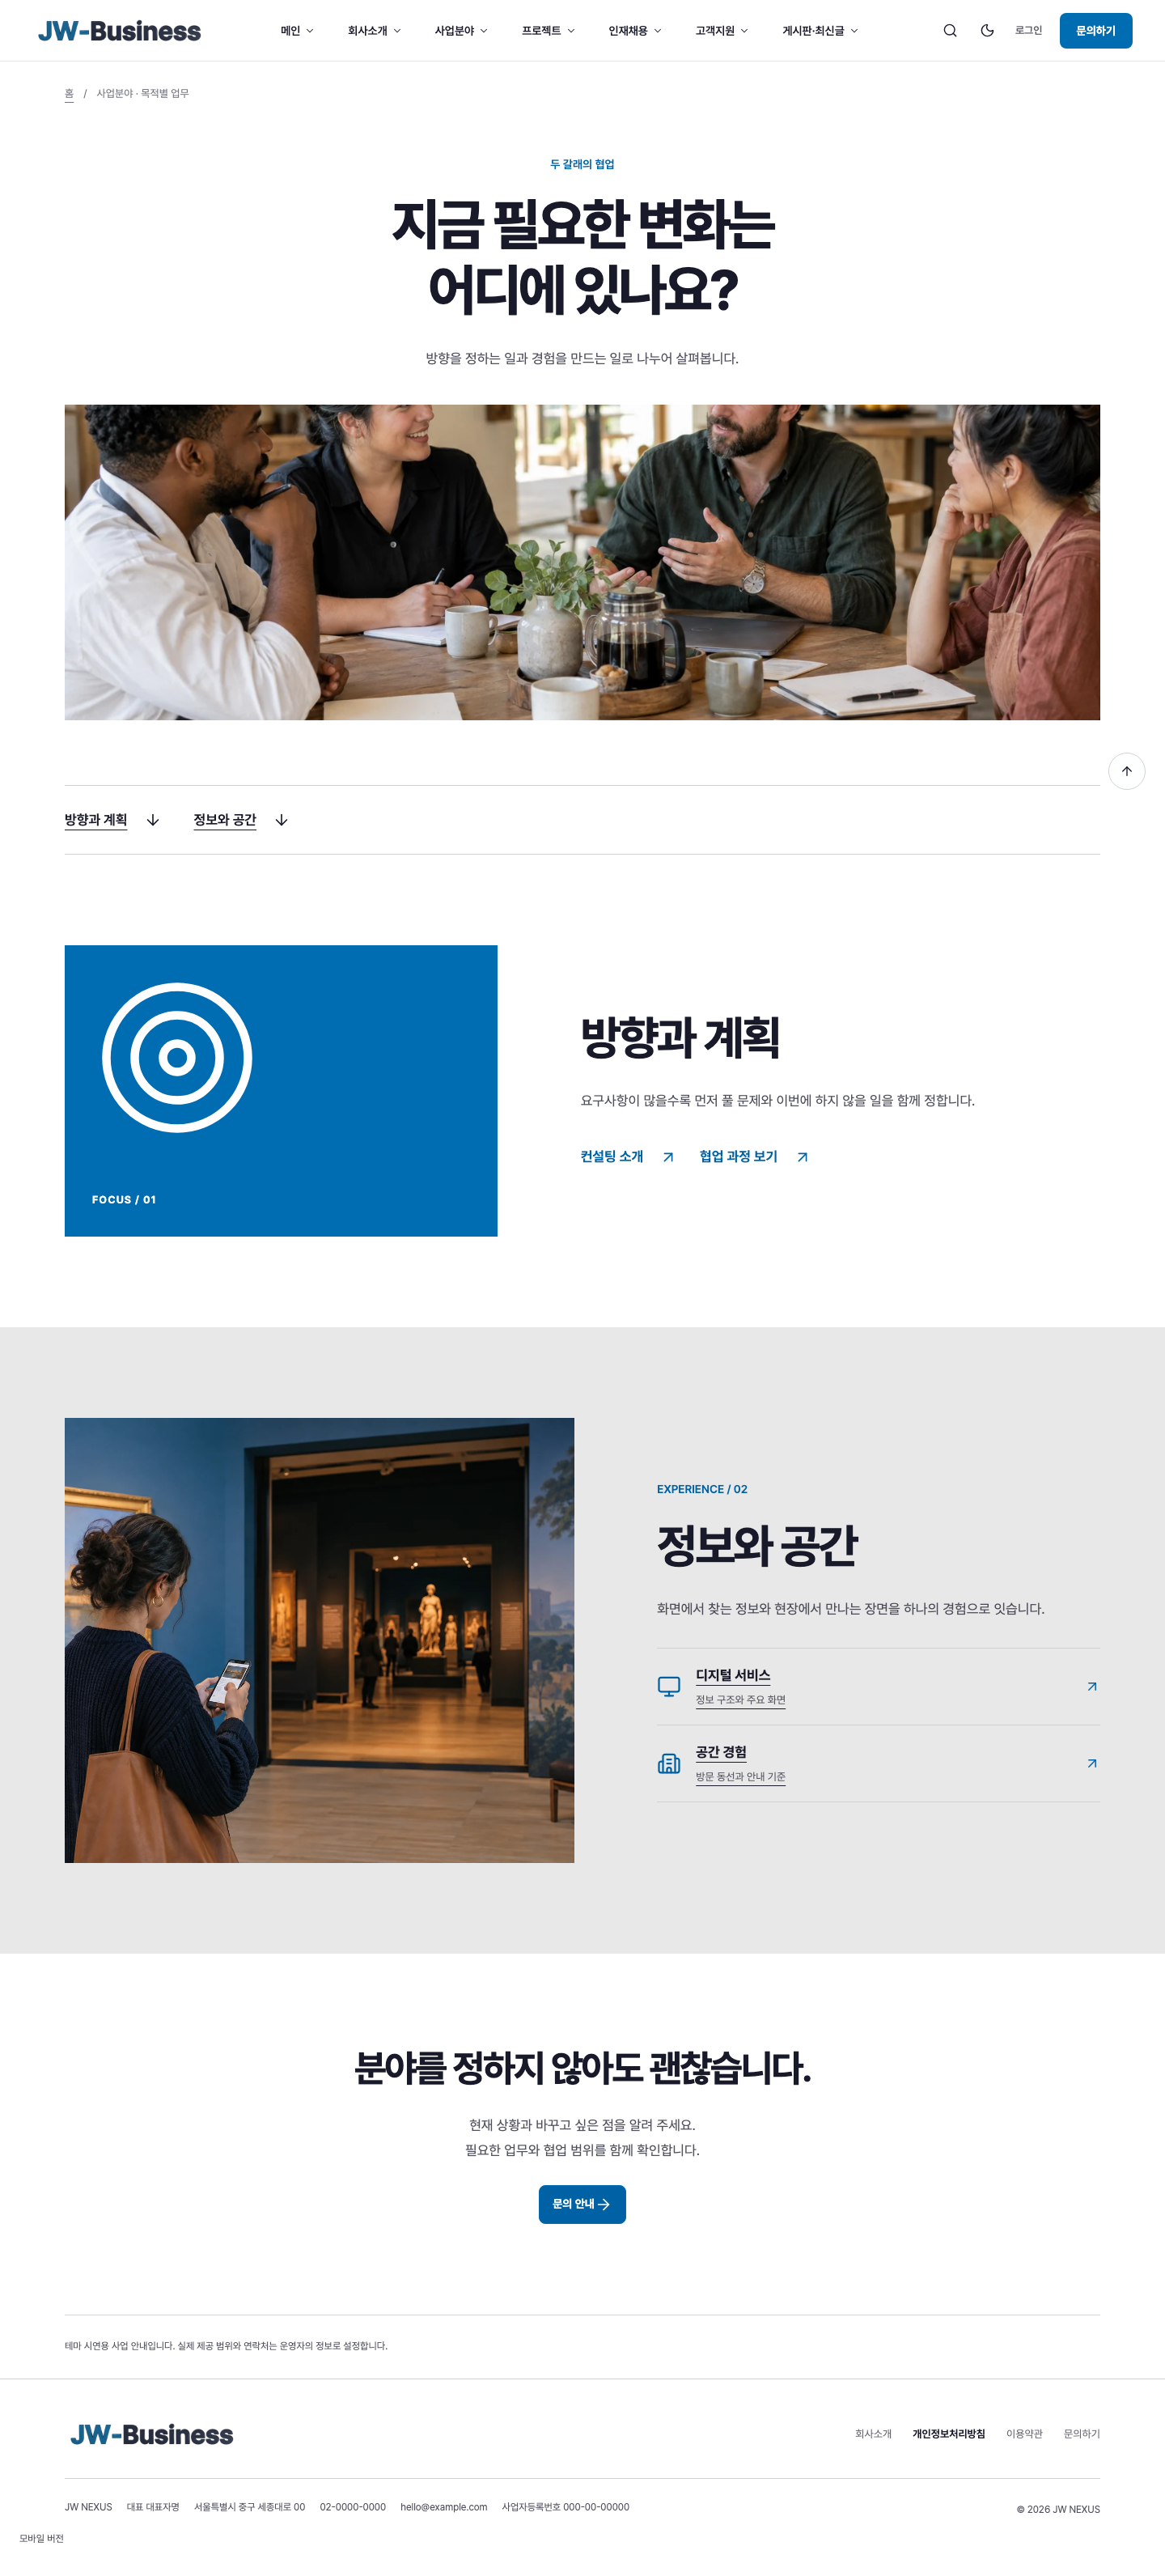 JW-Business
메인
회사소개
사업분야
프로젝트
인재채용
고객지원
게시판·최신글
로그인
문의하기
홈 / 사업분야 · 목적별 업무
두 갈래의 협업
지금 필요한 변화는
어디에 있나요?
방향을 정하는 일과 경험을 만드는 일로 나누어 살펴봅니다.
방향과 계획
정보와 공간
FOCUS / 01
방향과 계획
요구사항이 많을수록 먼저 풀 문제와 이번에 하지 않을 일을 함께 정합니다.
컨설팅 소개
협업 과정 보기
EXPERIENCE / 02
정보와 공간
화면에서 찾는 정보와 현장에서 만나는 장면을 하나의 경험으로 잇습니다.
디지털 서비스
정보 구조와 주요 화면
공간 경험
방문 동선과 안내 기준
분야를 정하지 않아도 괜찮습니다.
현재 상황과 바꾸고 싶은 점을 알려 주세요.
필요한 업무와 협업 범위를 함께 확인합니다.
문의 안내
테마 시연용 사업 안내입니다. 실제 제공 범위와 연락처는 운영자의 정보로 설정합니다.
JW-Business
회사소개
개인정보처리방침
이용약관
문의하기
JW NEXUS 대표 대표자명 서울특별시 중구 세종대로 00 02-0000-0000 hello@example.com 사업자등록번호 000-00-00000
© 2026 JW NEXUS
모바일 버전